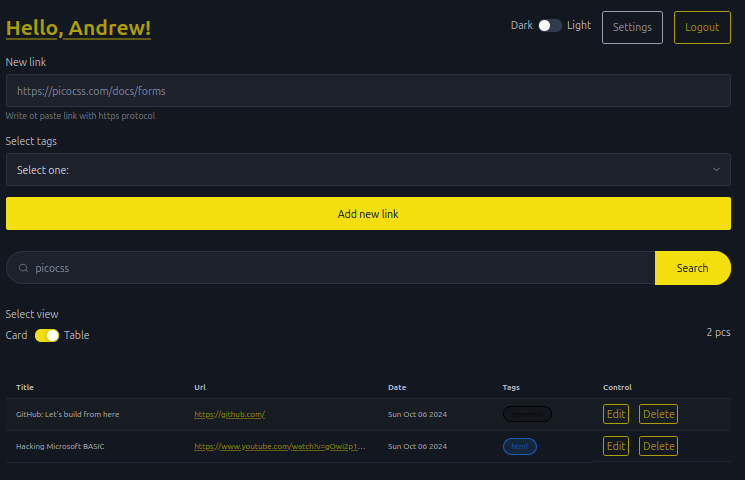 Hello, Andrew!
Dark Light Settings Logout
New link
https://picocss.com/docs/forms
Write ot paste link with https protocol
Select tags
Select one:
Add new link
picocss Search
Select view
Card Table 2 pcs
Title Url Date Tags Control
GitHub: Let's build from here https://github.com/ Sun Oct 06 2024 Edit Delete
Hacking Microsoft BASIC https://www.youtube.com/watch?v=gOwi2p1... Sun Oct 06 2024 html Edit Delete